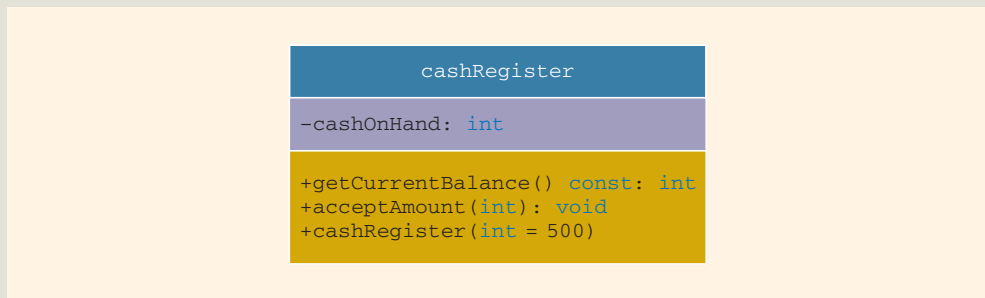 cashRegister
-cashOnHand: int
+getCurrentBalance() const: int
+acceptAmount(int): void
+cashRegister(int = 500)